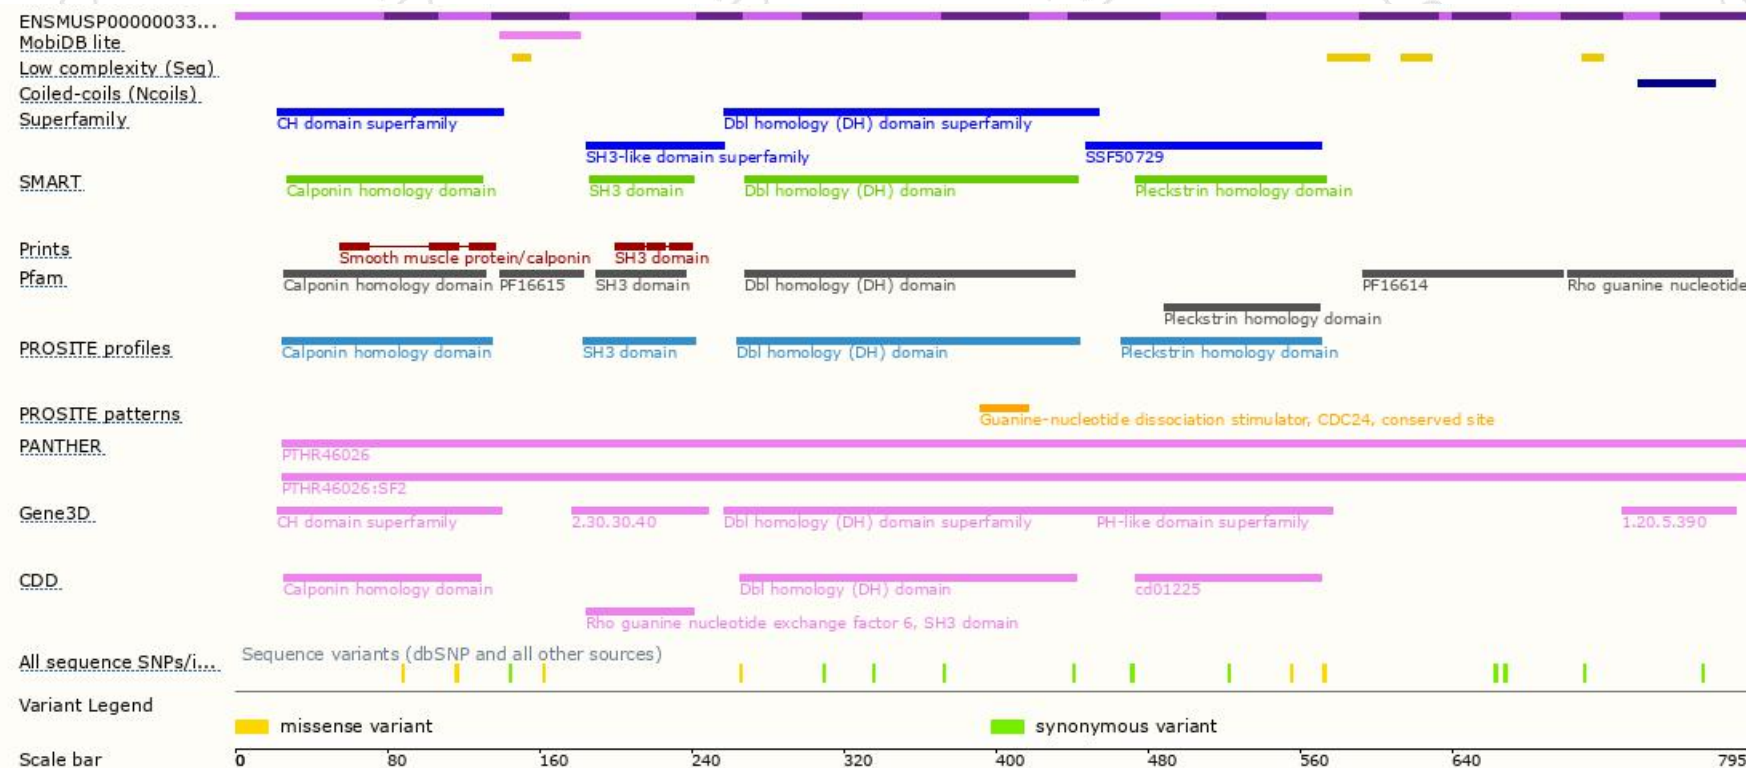 ENSMUSP00000033...
MobiDB lite
Low complexity (Seg)
Coiled-coils (Ncoils)
Superfamily
CH domain superfamily
Dbl homology (DH) domain superfamily
SH3-like domain superfamily
SSF50729
SMART
Calponin homology domain
SH3 domain
Dbl homology (DH) domain
Pleckstrin homology domain
Prints
Smooth muscle protein/calponin
SH3 domain
Pfam
Calponin homology domain
PF16615
SH3 domain
Dbl homology (DH) domain
PF16614
Rho guanine nucleotide
Pleckstrin homology domain
PROSITE profiles
Calponin homology domain
SH3 domain
Dbl homology (DH) domain
Pleckstrin homology domain
PROSITE patterns
Guanine-nucleotide dissociation stimulator, CDC24, conserved site
PANTHER
PTHR46026
PTHR46026:SF2
Gene3D
CH domain superfamily
2.30.30.40
Dbl homology (DH) domain superfamily
PH-like domain superfamily
1.20.5.390
CDD
Calponin homology domain
Dbl homology (DH) domain
cd01225
Rho guanine nucleotide exchange factor 6, SH3 domain
All sequence SNPs/i...
Sequence variants (dbSNP and all other sources)
Variant Legend
missense variant
synonymous variant
Scale bar
0
80
160
240
320
400
480
560
640
795